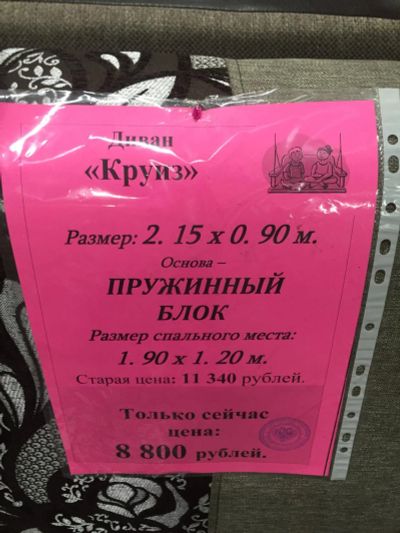 Диван
«Круиз»
Размер: 2. 15 х 0. 90 м.
Основа –
ПРУЖИННЫЙ
БЛОК
Размер спального места:
1. 90 х 1. 20 м.
Старая цена: 11 340 рублей.
Только сейчас
цена:
8 800 рублей.